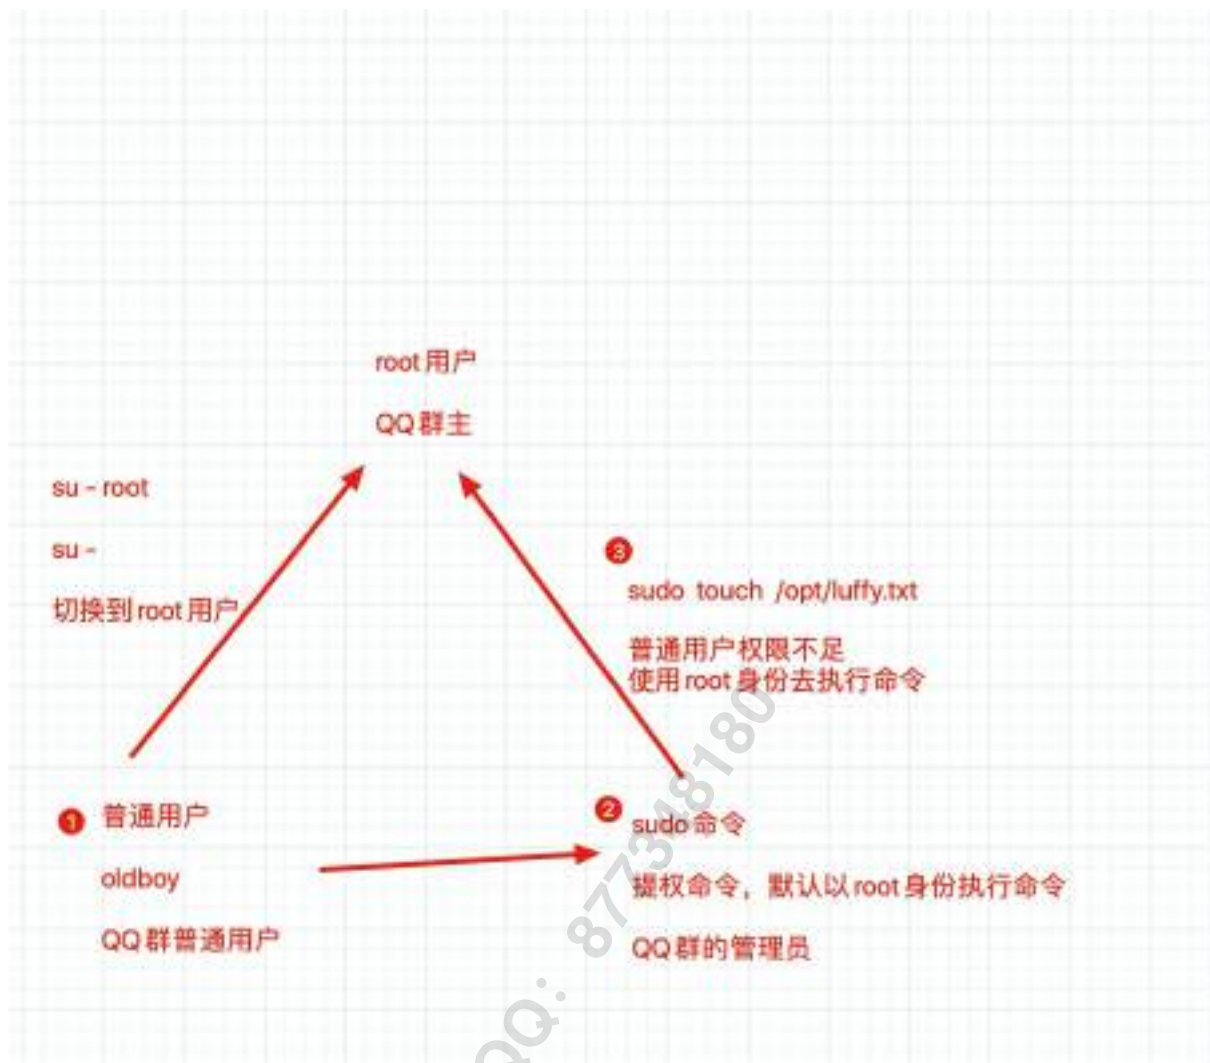 root用户
QQ群主
su - root
su -
切换到root用户
3
sudo touch /opt/luffy.txt
普通用户权限不足
使用root身份去执行命令
1
普通用户
oldboy
QQ群普通用户
2
sudo命令
提权命令，默认以root身份执行命令
QQ群的管理员
QQ：877348180